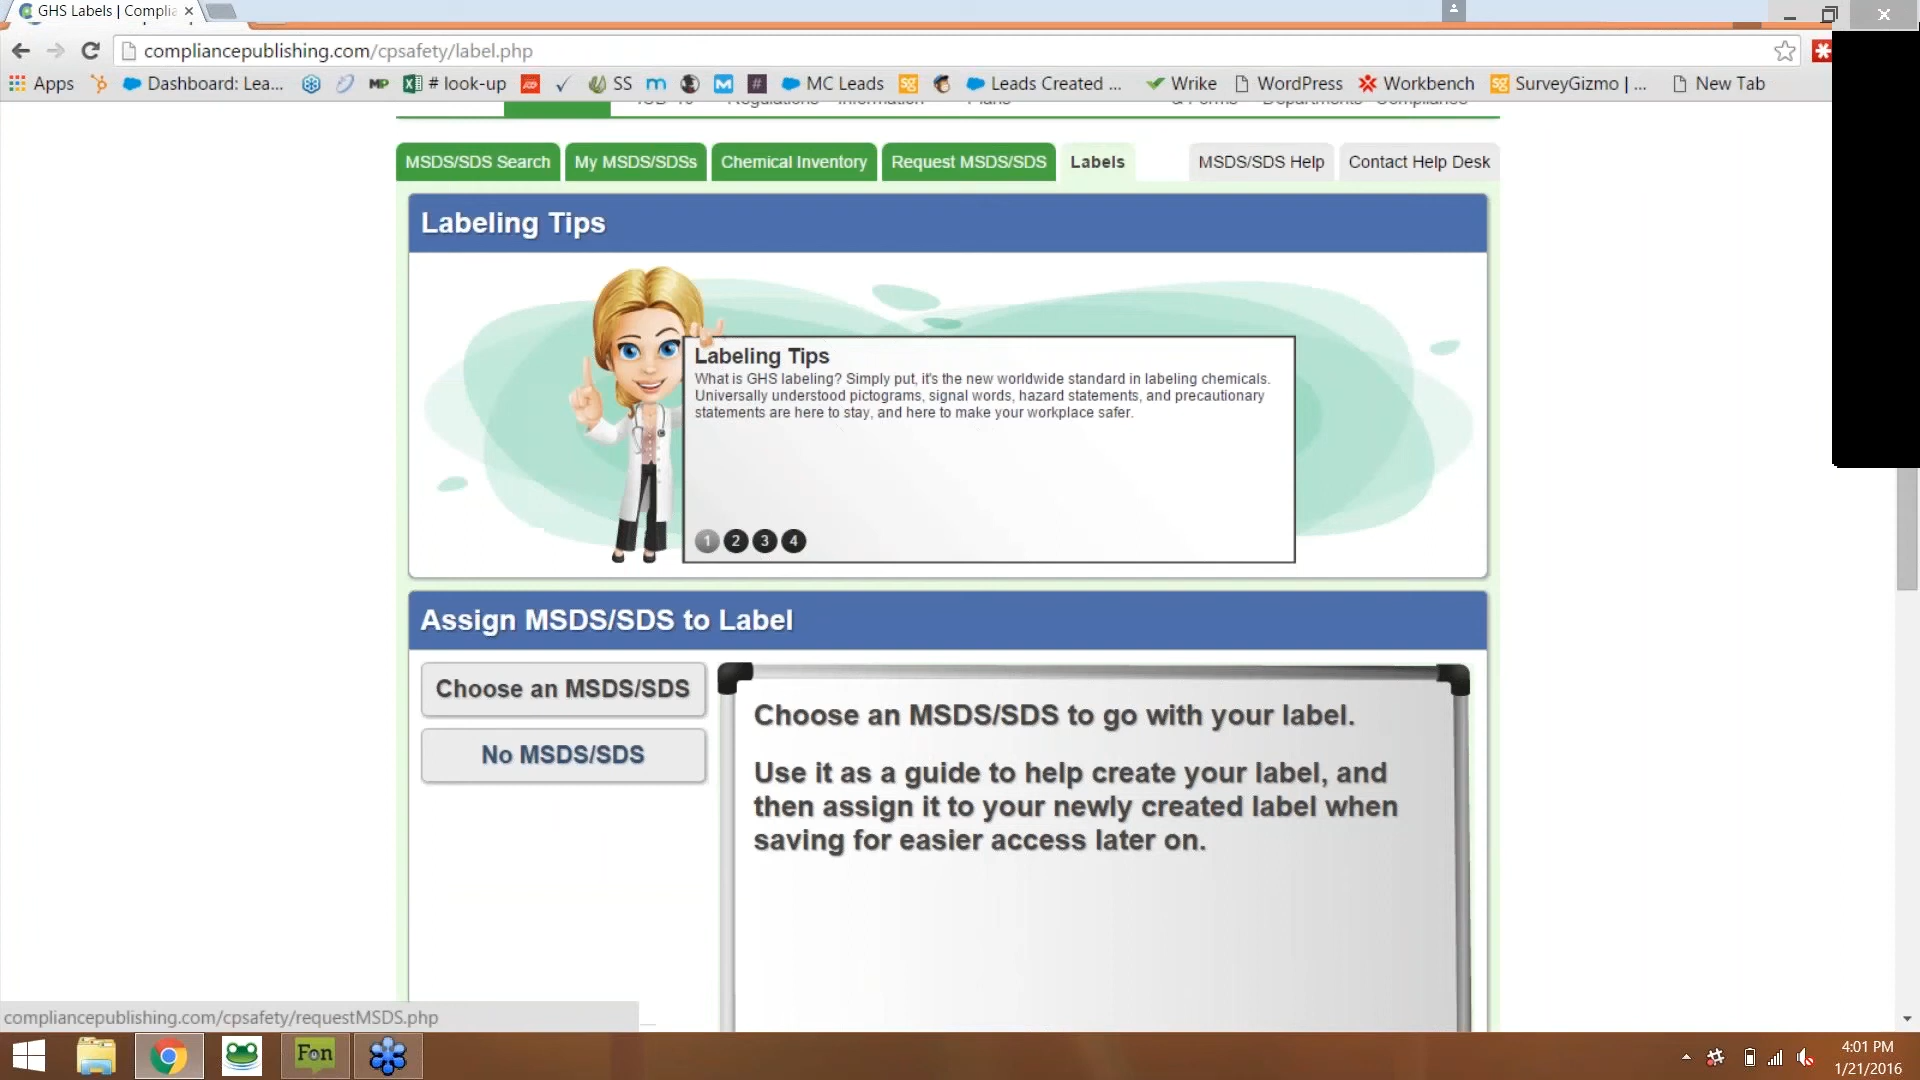 GHS Labels | Complia
compliancepublishing.com/cpsafety/label.php
Apps Dashboard: Lea... MP # look-up SS # MC Leads sg Leads Created ... Wrike WordPress Workbench sg SurveyGizmo | ... New Tab
MSDS/SDS Search My MSDS/SDSs Chemical Inventory Request MSDS/SDS Labels MSDS/SDS Help Contact Help Desk
Labeling Tips
Labeling Tips
What is GHS labeling? Simply put, it's the new worldwide standard in labeling chemicals.
Universally understood pictograms, signal words, hazard statements, and precautionary
statements are here to stay, and here to make your workplace safer.
1 2 3 4
Assign MSDS/SDS to Label
Choose an MSDS/SDS
No MSDS/SDS
Choose an MSDS/SDS to go with your label.
Use it as a guide to help create your label, and
then assign it to your newly created label when
saving for easier access later on.
compliancepublishing.com/cpsafety/requestMSDS.php
Fon
4:01 PM
1/21/2016